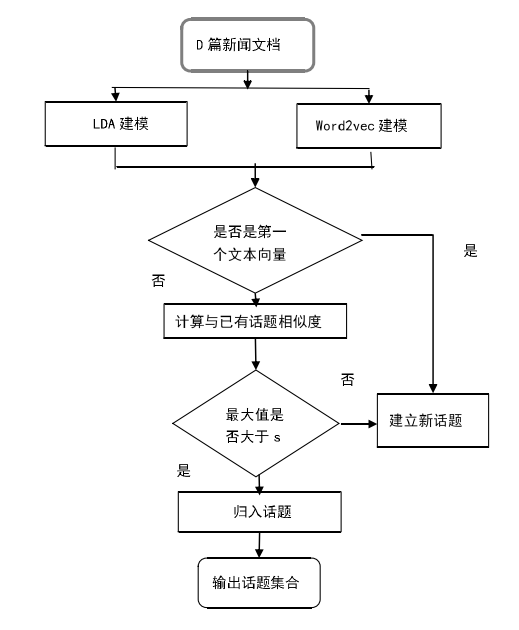 D 篇新闻文档
LDA 建模
Word2vec 建模
是否是第一
个文本向量
是
否
计算与已有话题相似度
否
最大值是
否大于 s
建立新话题
是
归入话题
输出话题集合